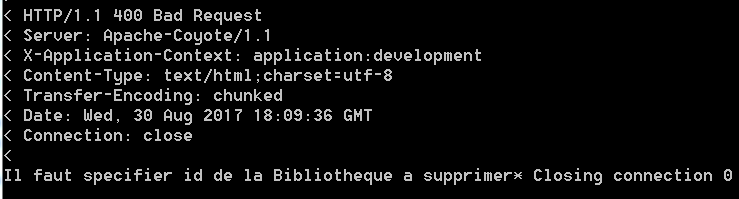 < HTTP/1.1 400 Bad Request
< Server: Apache-Coyote/1.1
< X-Application-Context: application:development
< Content-Type: text/html;charset=utf-8
< Transfer-Encoding: chunked
< Date: Wed, 30 Aug 2017 18:09:36 GMT
< Connection: close
<
Il faut specifier id de la Bibliotheque a supprimer* Closing connection 0